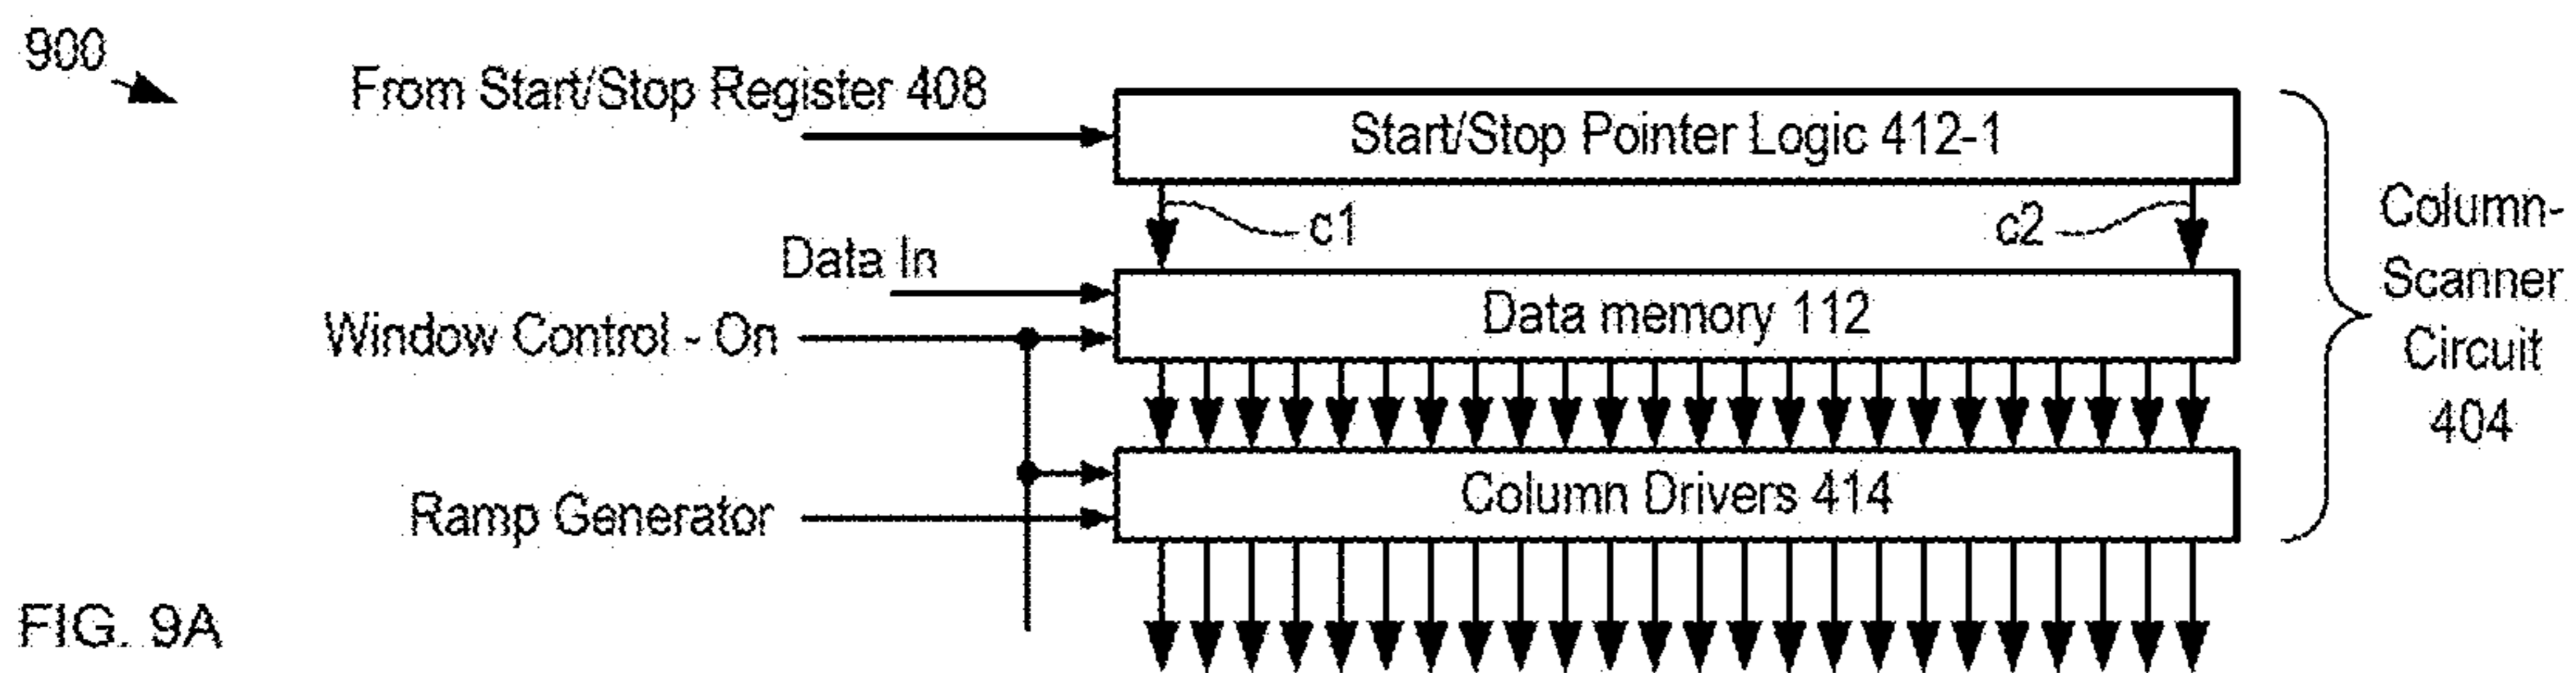 900
From Start/Stop Register 408
Start/Stop Pointer Logic 412-1
c1
c2
Data In
Data memory 112
Window Control - On
Column Drivers 414
Ramp Generator
Column-
Scanner
Circuit
404
FIG. 9A